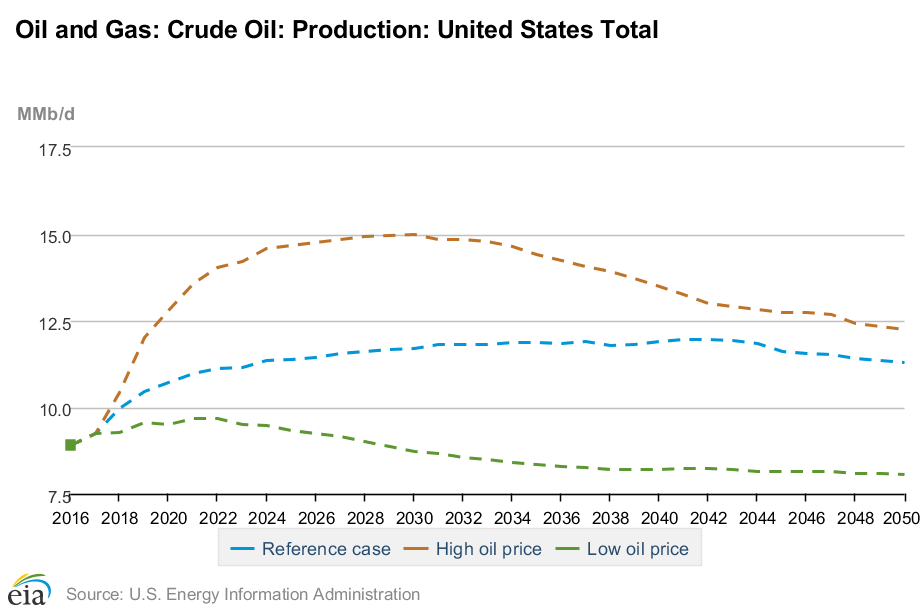 Oil and Gas: Crude Oil: Production: United States Total
MMb/d
17.5
15.0
12.5
10.0
7.5
2016 2018 2020 2022 2024 2026 2028 2030 2032 2034 2036 2038 2040 2042 2044 2046 2048 2050
Reference case High oil price Low oil price
eia Source: U.S. Energy Information Administration